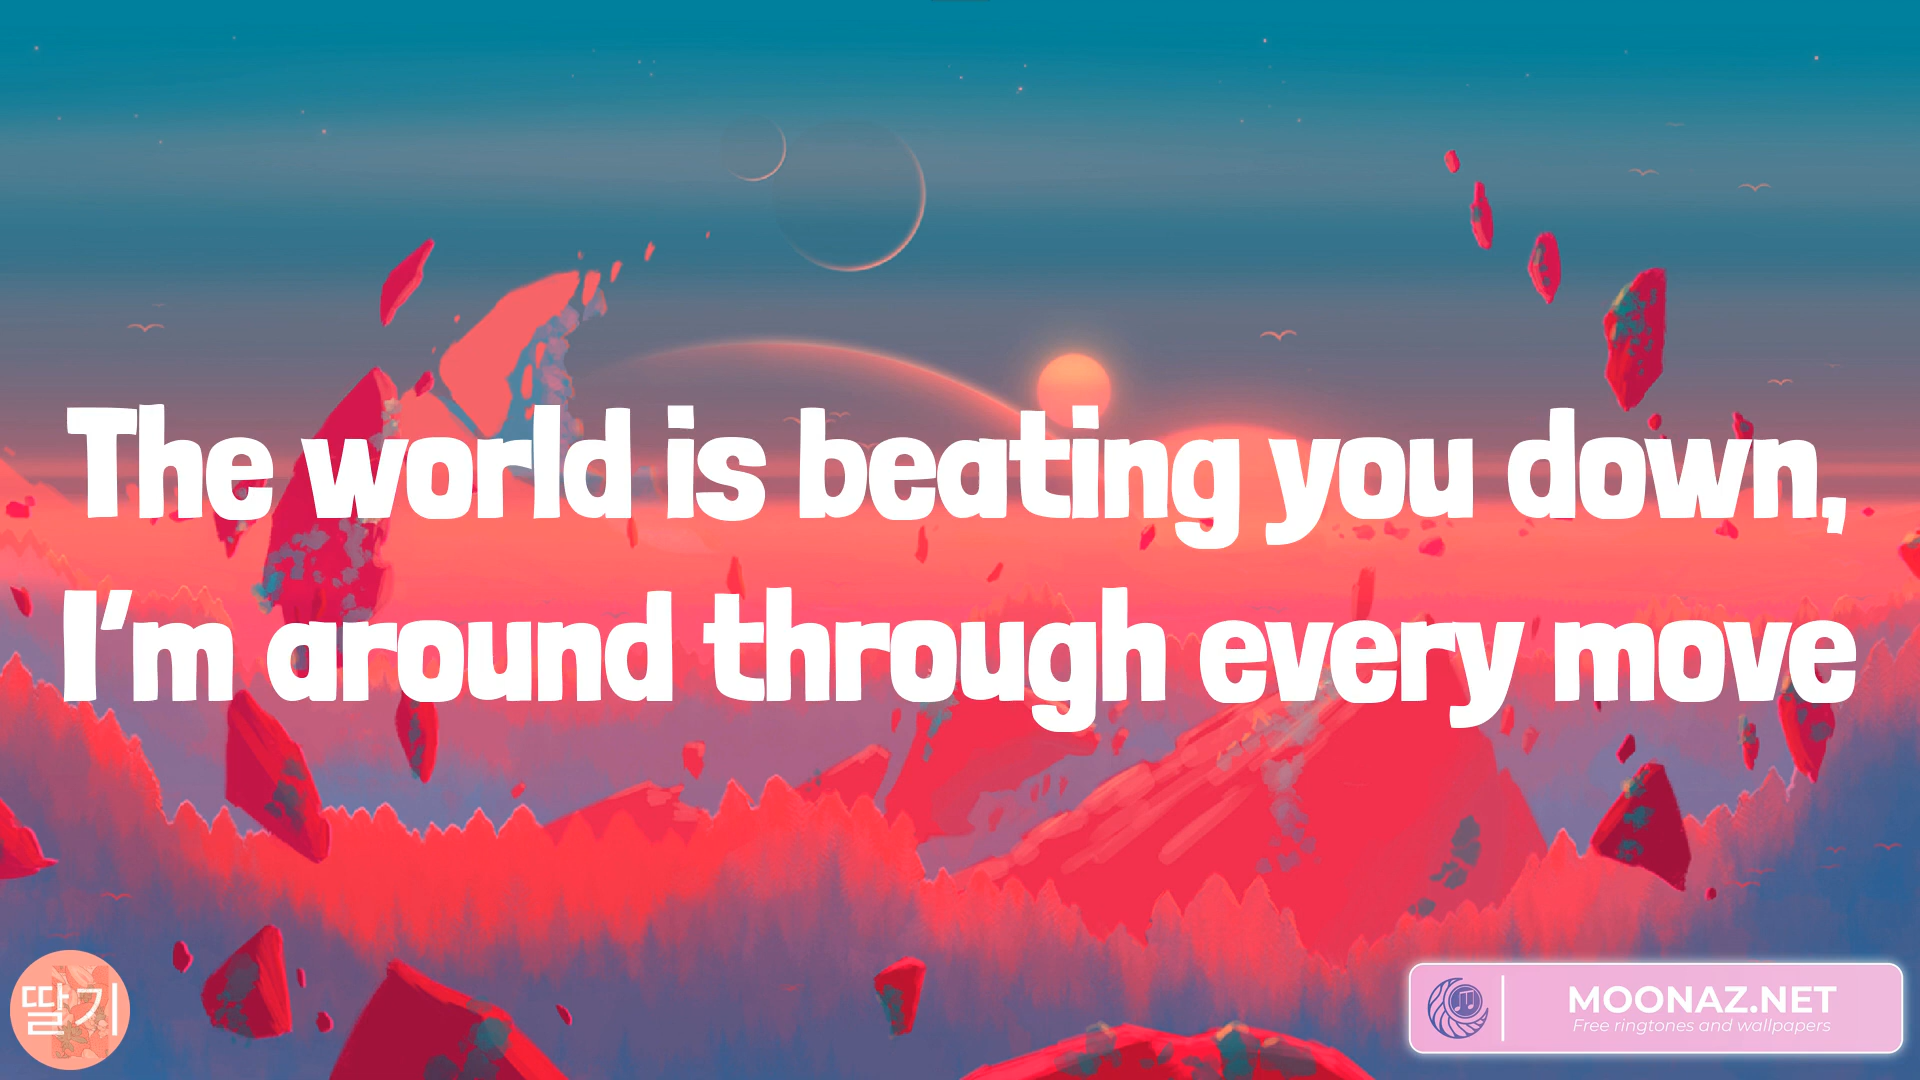 The world is beating you down,
I'm around through every move
딸기
MOONAZ.NET
Free ringtones and wallpapers